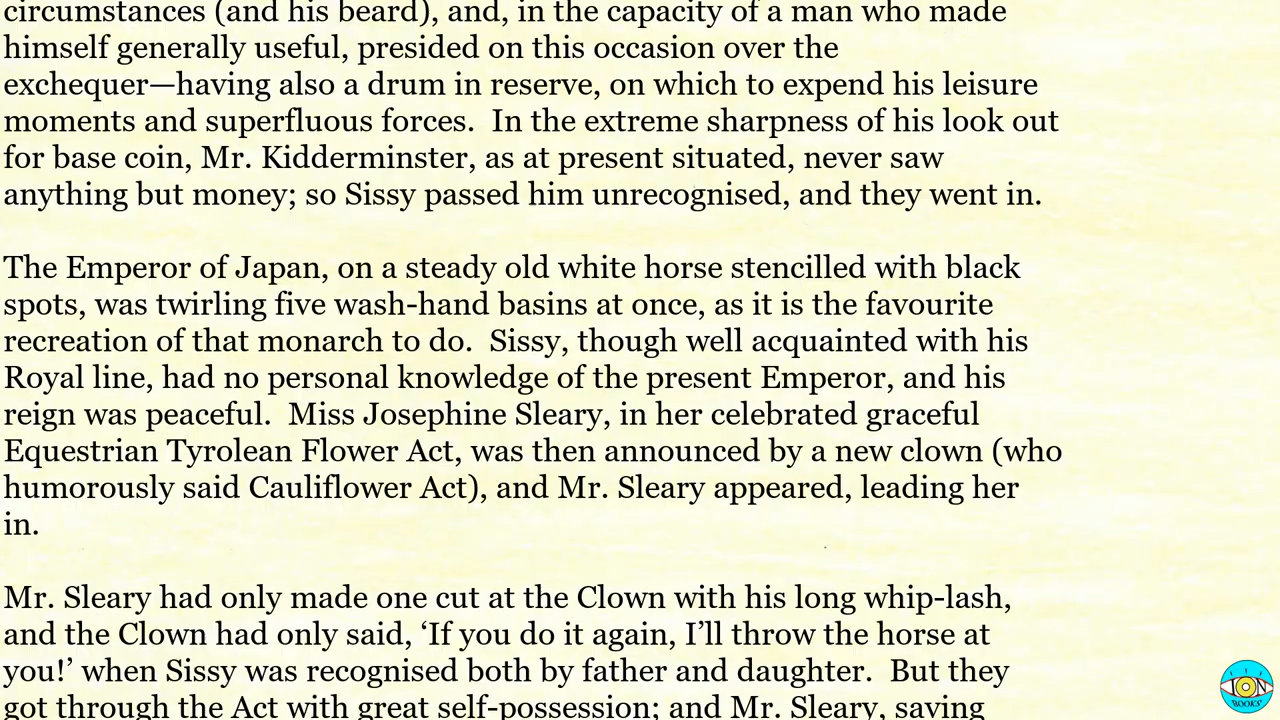 circumstances (and his beard), and, in the capacity of a man who made
himself generally useful, presided on this occasion over the
exchequer—having also a drum in reserve, on which to expend his leisure
moments and superfluous forces.  In the extreme sharpness of his look out
for base coin, Mr. Kidderminster, as at present situated, never saw
anything but money; so Sissy passed him unrecognised, and they went in.

The Emperor of Japan, on a steady old white horse stencilled with black
spots, was twirling five wash-hand basins at once, as it is the favourite
recreation of that monarch to do.  Sissy, though well acquainted with his
Royal line, had no personal knowledge of the present Emperor, and his
reign was peaceful.  Miss Josephine Sleary, in her celebrated graceful
Equestrian Tyrolean Flower Act, was then announced by a new clown (who
humorously said Cauliflower Act), and Mr. Sleary appeared, leading her
in.

Mr. Sleary had only made one cut at the Clown with his long whip-lash,
and the Clown had only said, ‘If you do it again, I’ll throw the horse at
you!’ when Sissy was recognised both by father and daughter.  But they
got through the Act with great self-possession; and Mr. Sleary, saving
ION
BOOKS